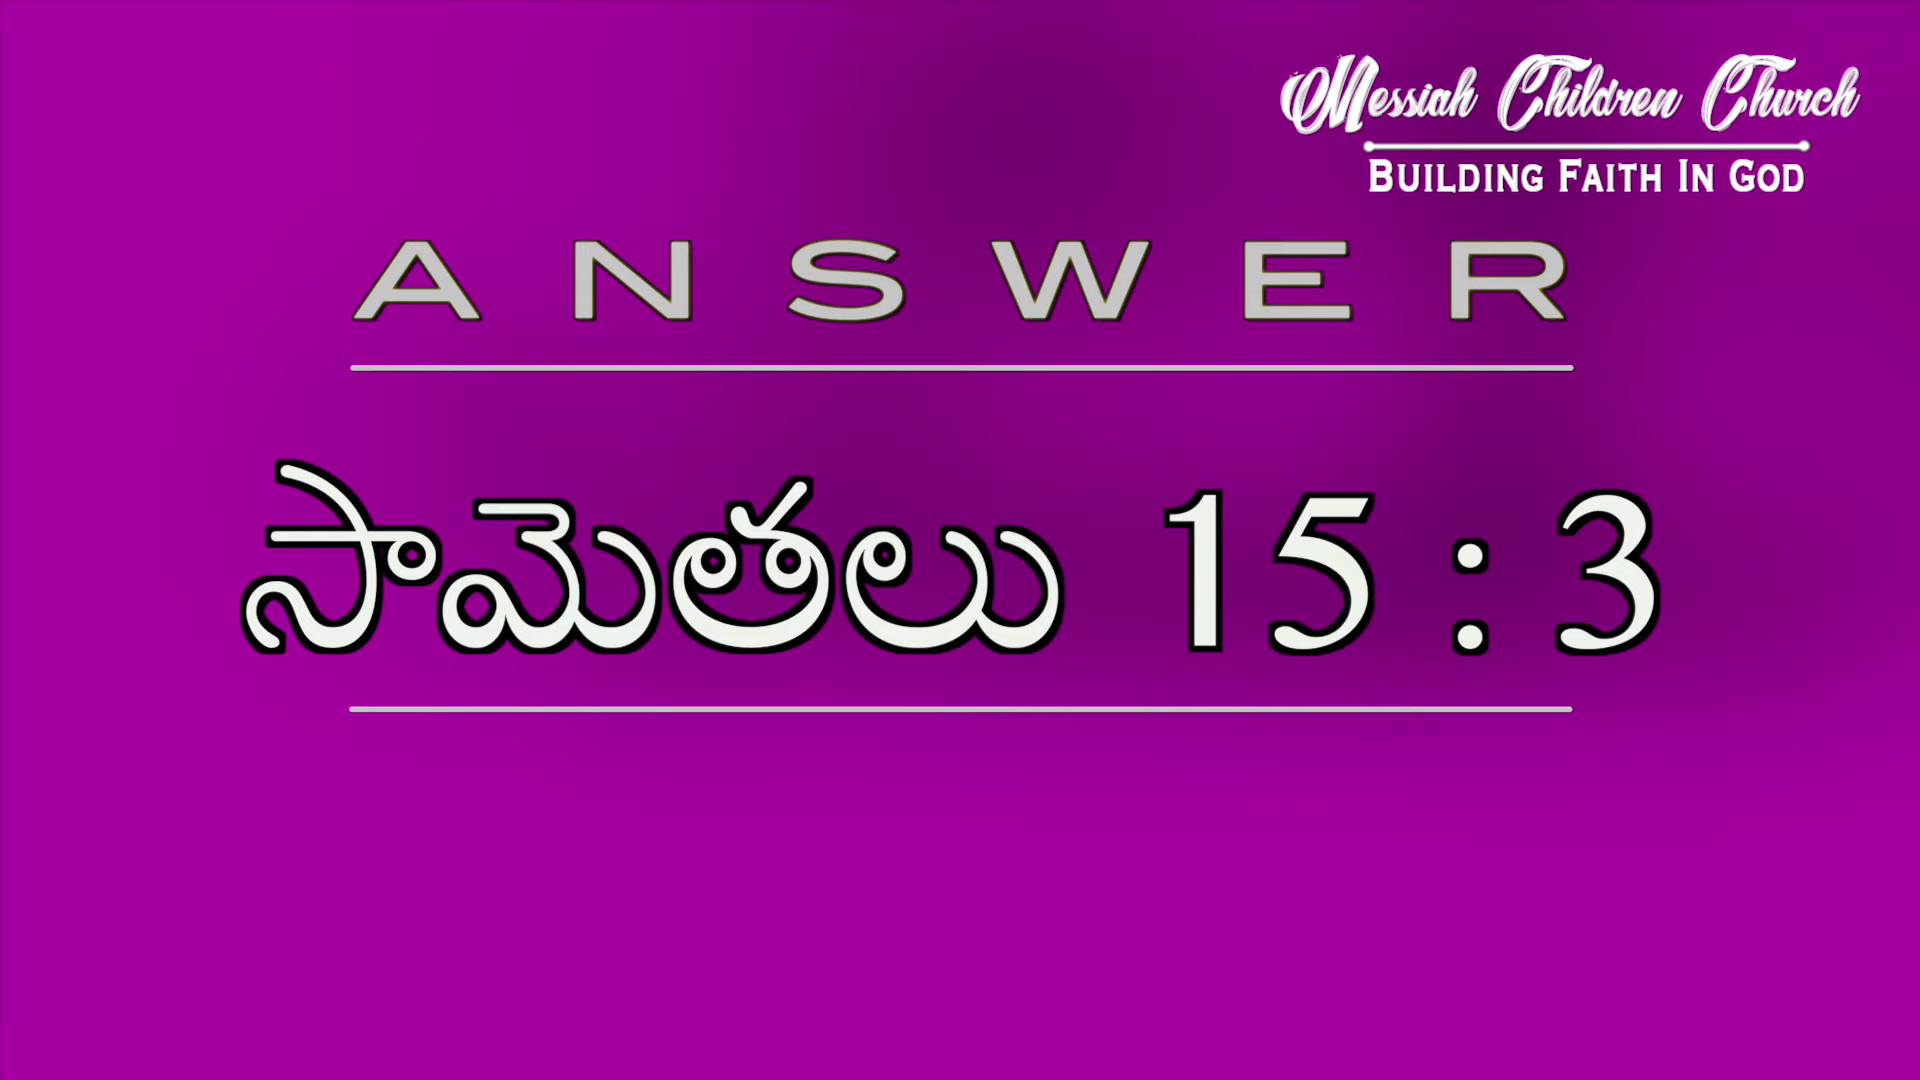 Messiah Children Church
BUILDING FAITH IN GOD
ANSWER
సామెతలు 15 : 3